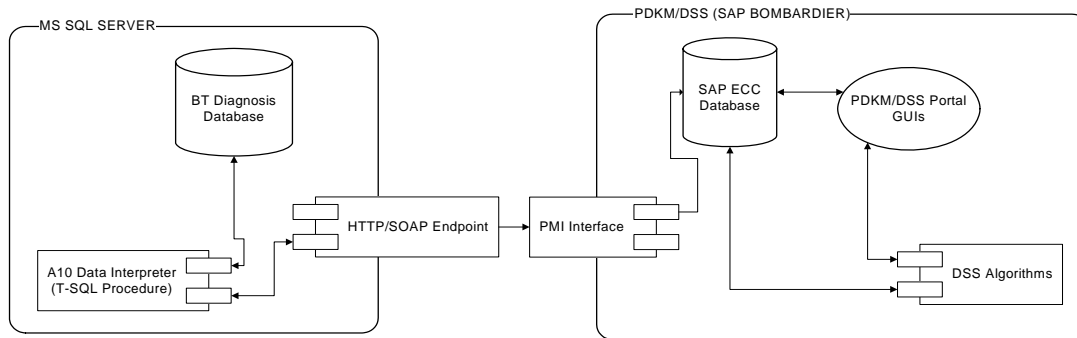 MS SQL SERVER
BT Diagnosis
Database
A10 Data Interpreter
(T-SQL Procedure)
HTTP/SOAP Endpoint
PMI Interface
PDKM/DSS (SAP BOMBARDIER)
SAP ECC
Database
PDKM/DSS Portal
GUIs
DSS Algorithms